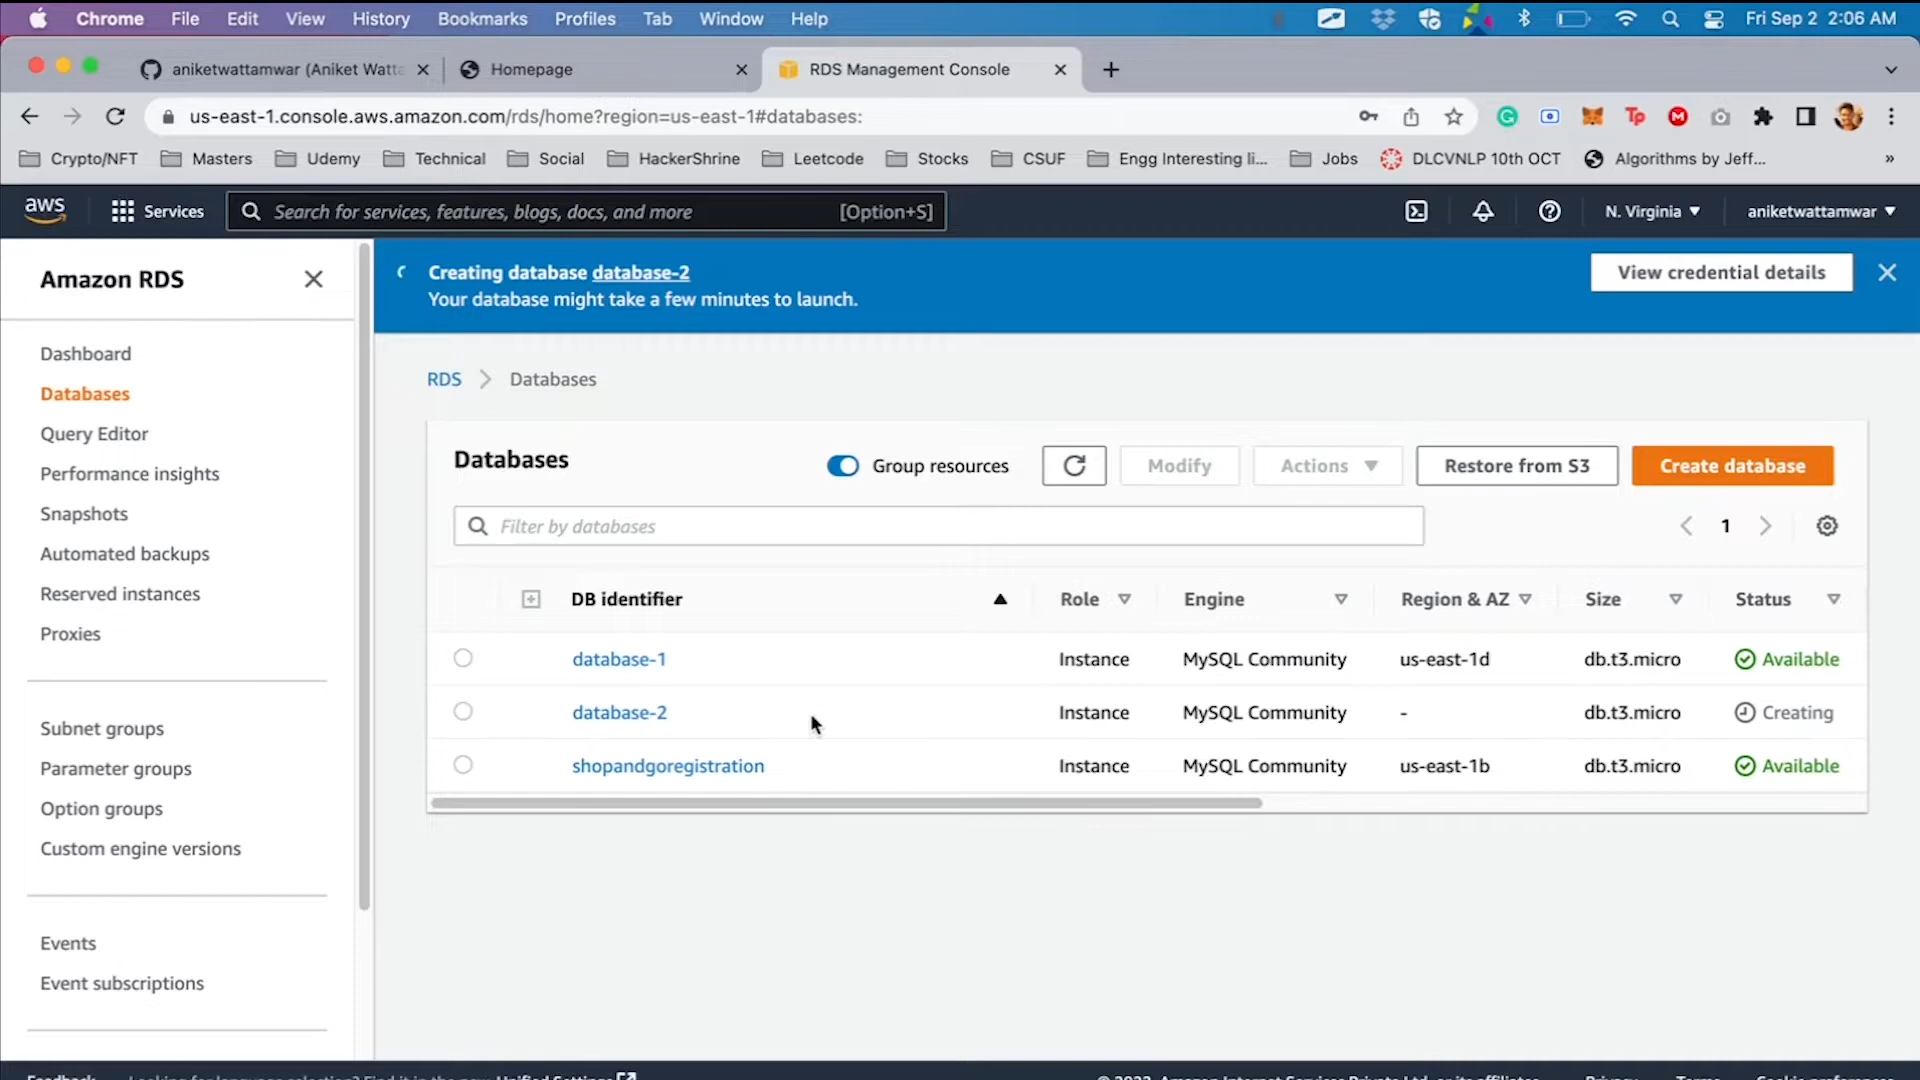 Chrome File Edit View History Bookmarks Profiles Tab Window Help Fri Sep 2 2:06 AM
aniketwattamwar (Aniket Watta Homepage RDS Management Console
us-east-1.console.aws.amazon.com/rds/home?region=us-east-1#databases:
Crypto/NFT Masters Udemy Technical Social HackerShrine Leetcode Stocks CSUF Engg Interesting li... Jobs DLCVNLP 10th OCT Algorithms by Jeff... »
aws Services Search for services, features, blogs, docs, and more [Option+S] N. Virginia aniketwattamwar
Amazon RDS
Dashboard
Databases
Query Editor
Performance insights
Snapshots
Automated backups
Reserved instances
Proxies
Subnet groups
Parameter groups
Option groups
Custom engine versions
Events
Event subscriptions
Creating database database-2
Your database might take a few minutes to launch.
View credential details
RDS Databases
Databases Group resources Modify Actions Restore from S3 Create database
Filter by databases 1
DB identifier Role Engine Region & AZ Size Status
database-1 Instance MySQL Community us-east-1d db.t3.micro Available
database-2 Instance MySQL Community - db.t3.micro Creating
shopandgoregistration Instance MySQL Community us-east-1b db.t3.micro Available